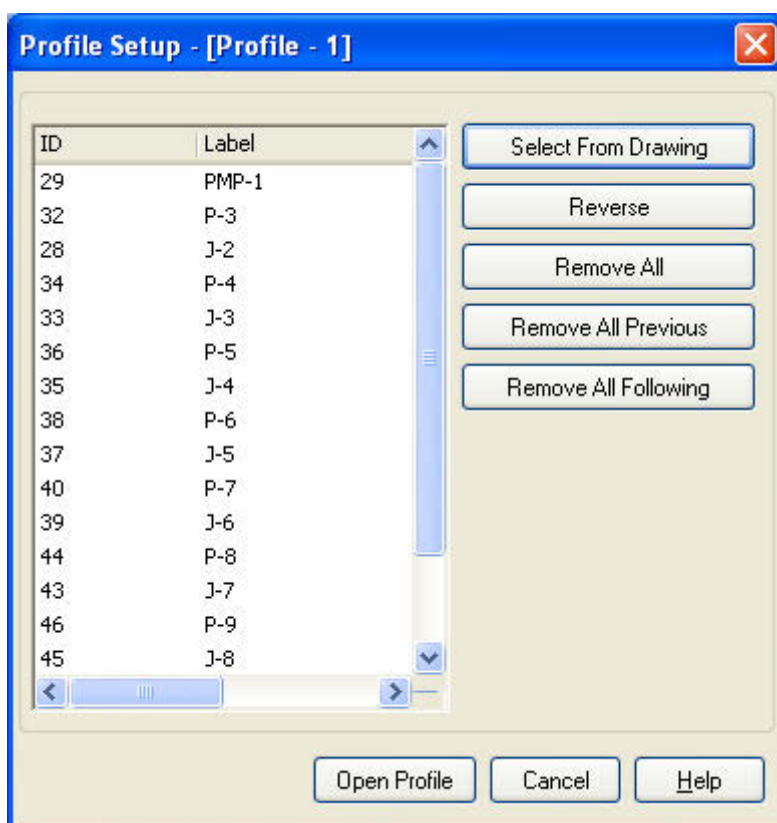 Profile Setup - [Profile - 1]
ID Label
29 PMP-1
32 P-3
28 J-2
34 P-4
33 J-3
36 P-5
35 J-4
38 P-6
37 J-5
40 P-7
39 J-6
44 P-8
43 J-7
46 P-9
45 J-8
Select From Drawing
Reverse
Remove All
Remove All Previous
Remove All Following
Open Profile Cancel Help